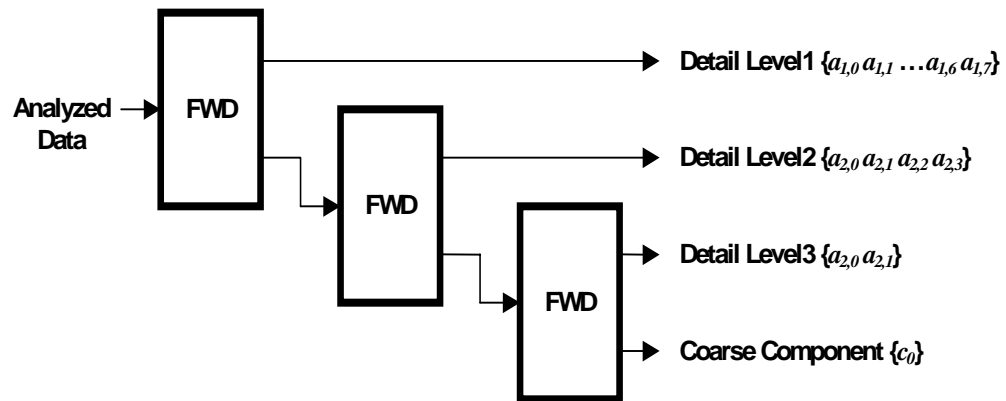 FWD
Detail Level1 {a1,0 a1,1 …a1,6 a1,7}
Analyzed
Data
FWD
Detail Level2 {a2,0 a2,1 a2,2 a2,3}
FWD
Detail Level3 {a2,0 a2,1}
Coarse Component {c0}